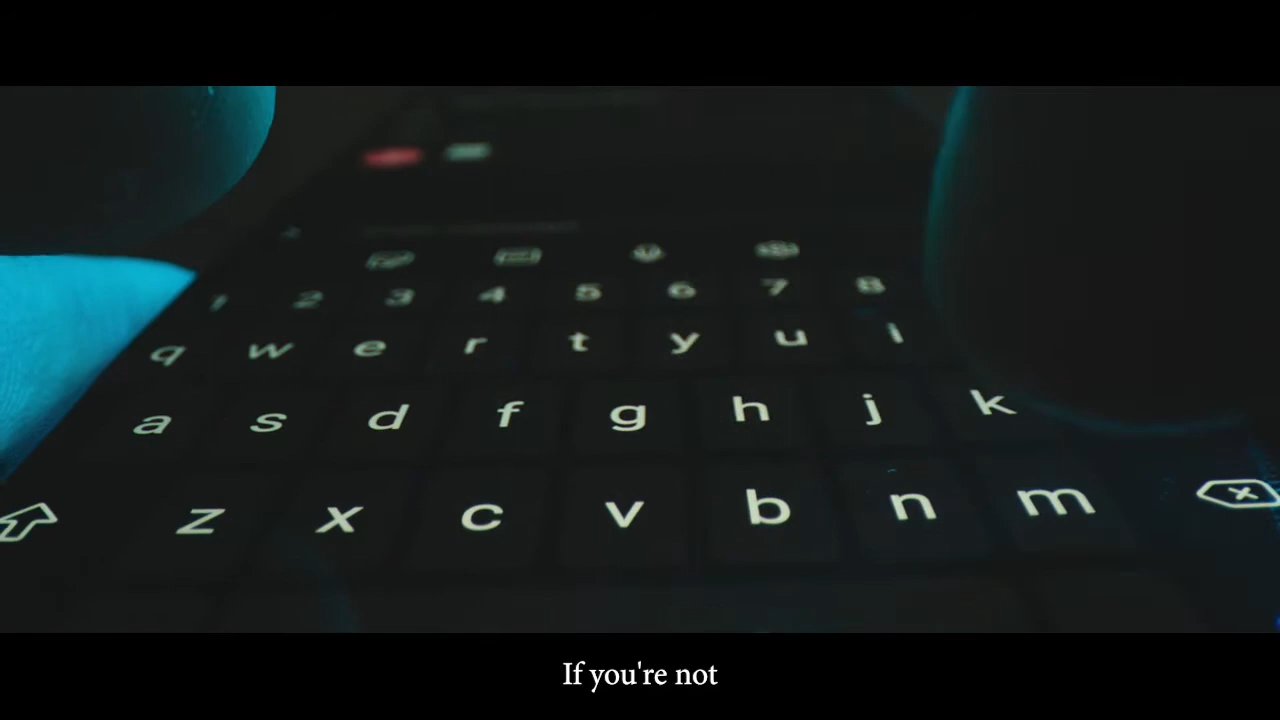 1 2 3 4 5 6 7 8
q w e r t y u i
a s d f g h j k
z x c v b n m
If you're not